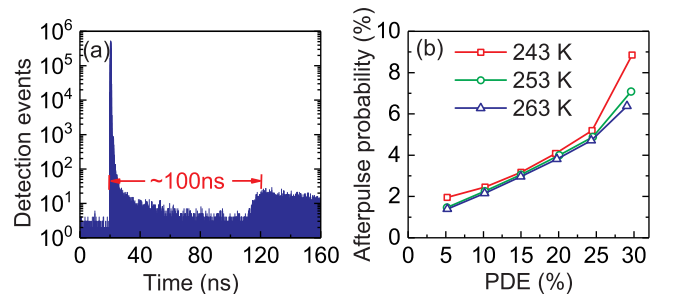 (a)
10^6
10^5
10^4
10^3
10^2
10^1
10^0
Detection events
~100ns
0 40 80 120 160
Time (ns)
(b)
243 K
253 K
263 K
10
8
6
4
2
0
Afterpulse probability (%)
0 5 10 15 20 25 30
PDE (%)